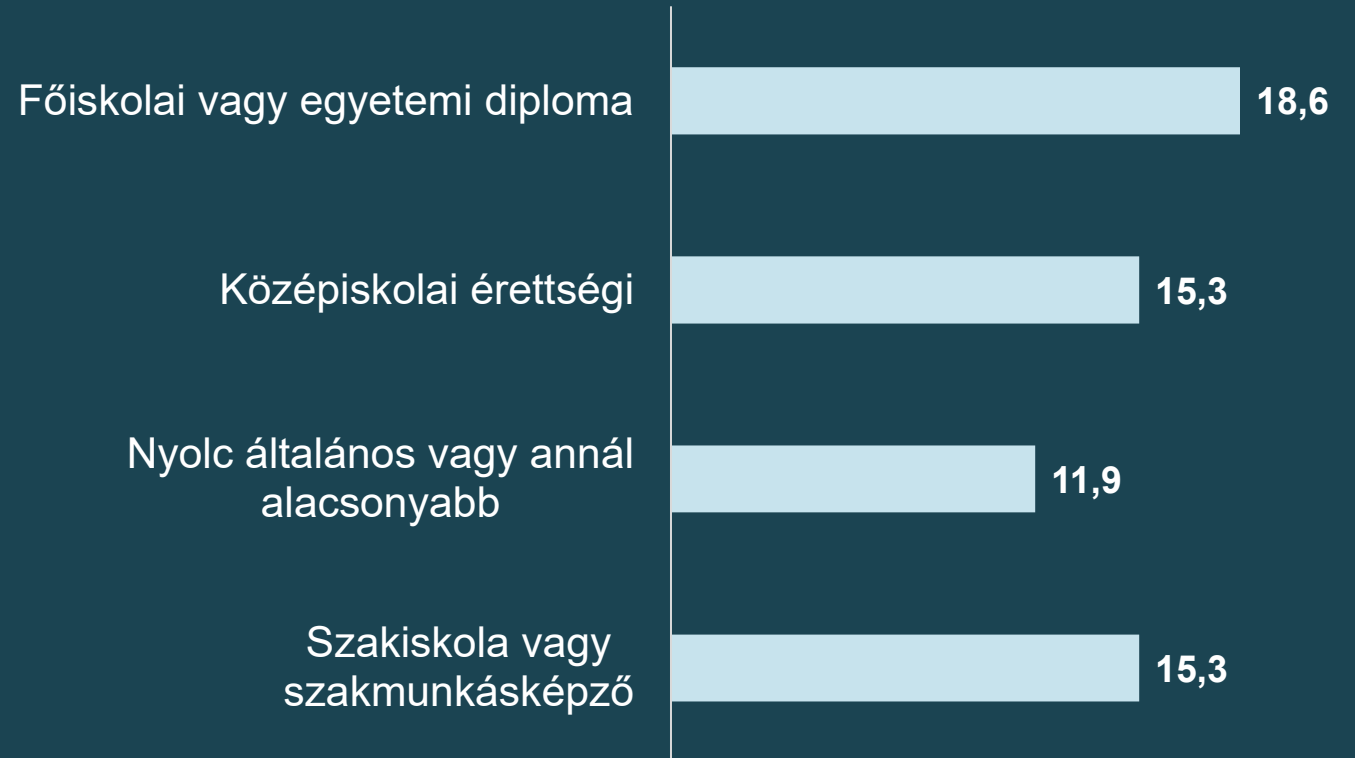 Főiskolai vagy egyetemi diploma
18,6
Középiskolai érettségi
15,3
Nyolc általános vagy annál
alacsonyabb
11,9
Szakiskola vagy
szakmunkásképző
15,3